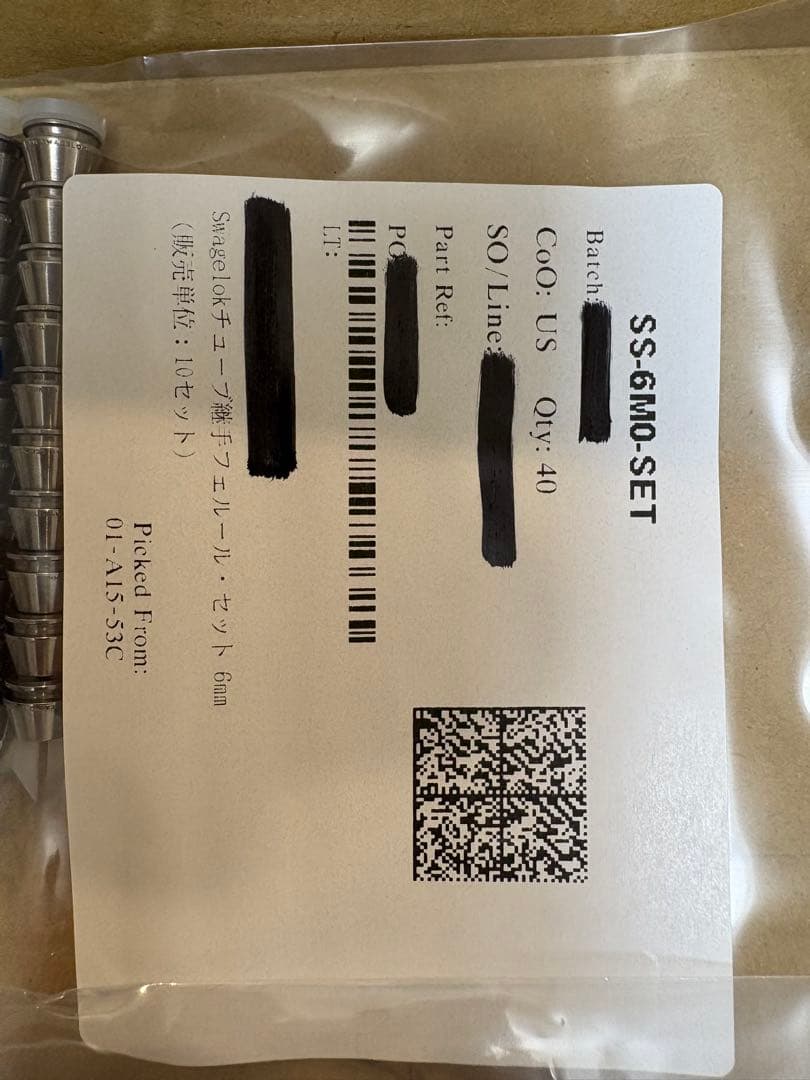 SS-6M0-SET
Batch:
CoO: US Qty: 40
SO/Line:
Part Ref:
PO
LT:
Swagelokチューブ継手フェルール・セット 6mm
(販売単位：10セット)
Picked From:
01-A15-53C